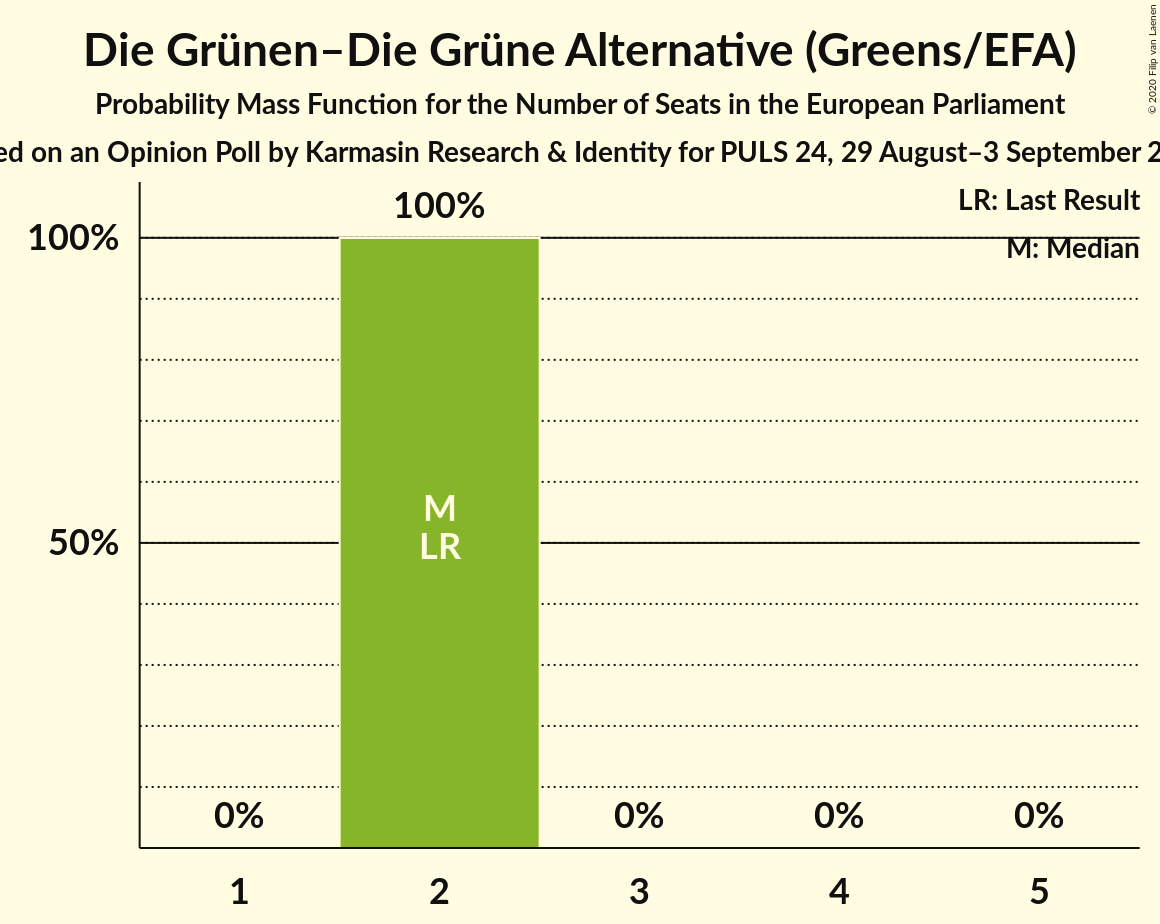 Die Grünen–Die Grüne Alternative (Greens/EFA)
Probability Mass Function for the Number of Seats in the European Parliament
on an Opinion Poll by Karmasin Research & Identity for PULS 24, 29 August–3 September
© 2020 Filip van Laenen
LR: Last Result
M: Median
100%
100%
50%
M
LR
0%
0%
0%
0%
1
2
3
4
5